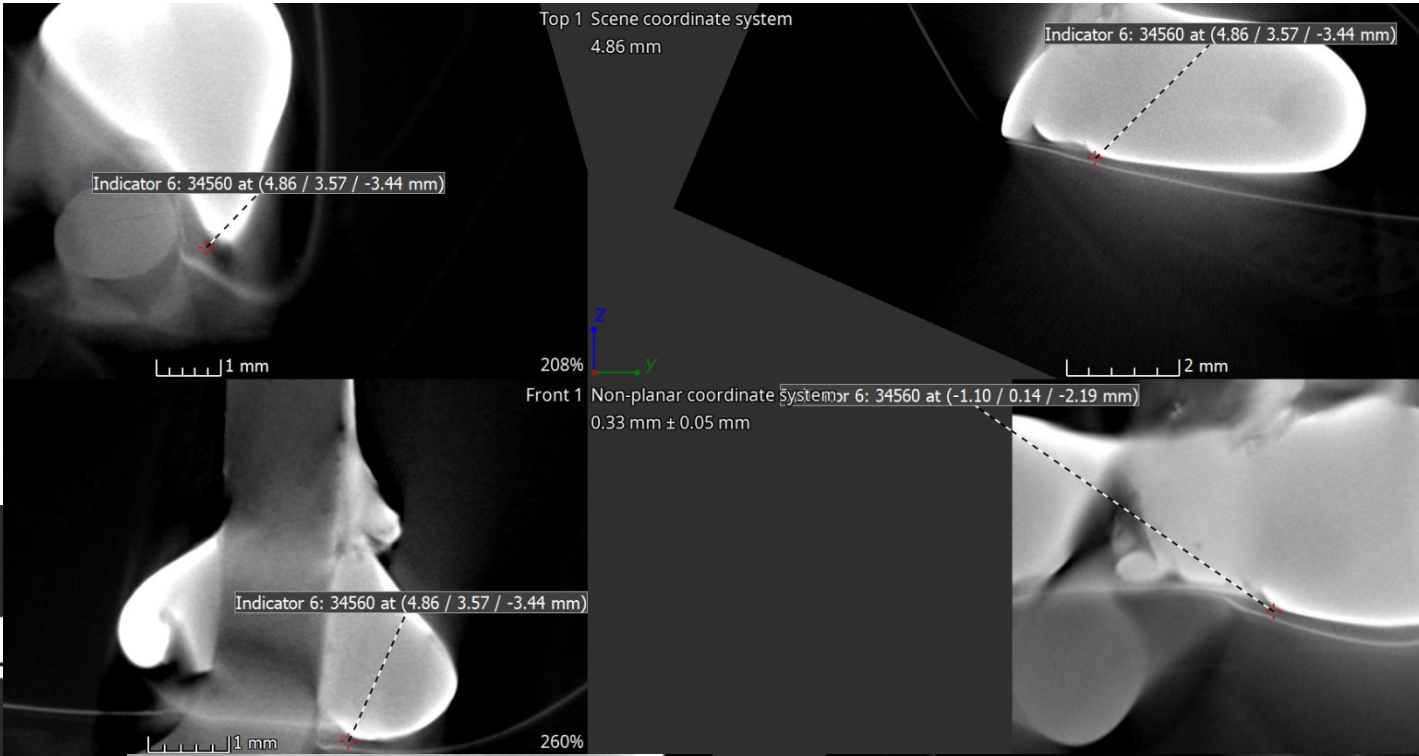 Top 1 Scene coordinate system
4.86 mm
Indicator 6: 34560 at (4.86 / 3.57 / -3.44 mm)
Indicator 6: 34560 at (4.86 / 3.57 / -3.44 mm)
Z
Y
1 mm
208%
2 mm
Front 1 Non-planar coordinate system
or 6: 34560 at (-1.10 / 0.14 / -2.19 mm)
0.33 mm ± 0.05 mm
Indicator 6: 34560 at (4.86 / 3.57 / -3.44 mm)
1 mm
260%